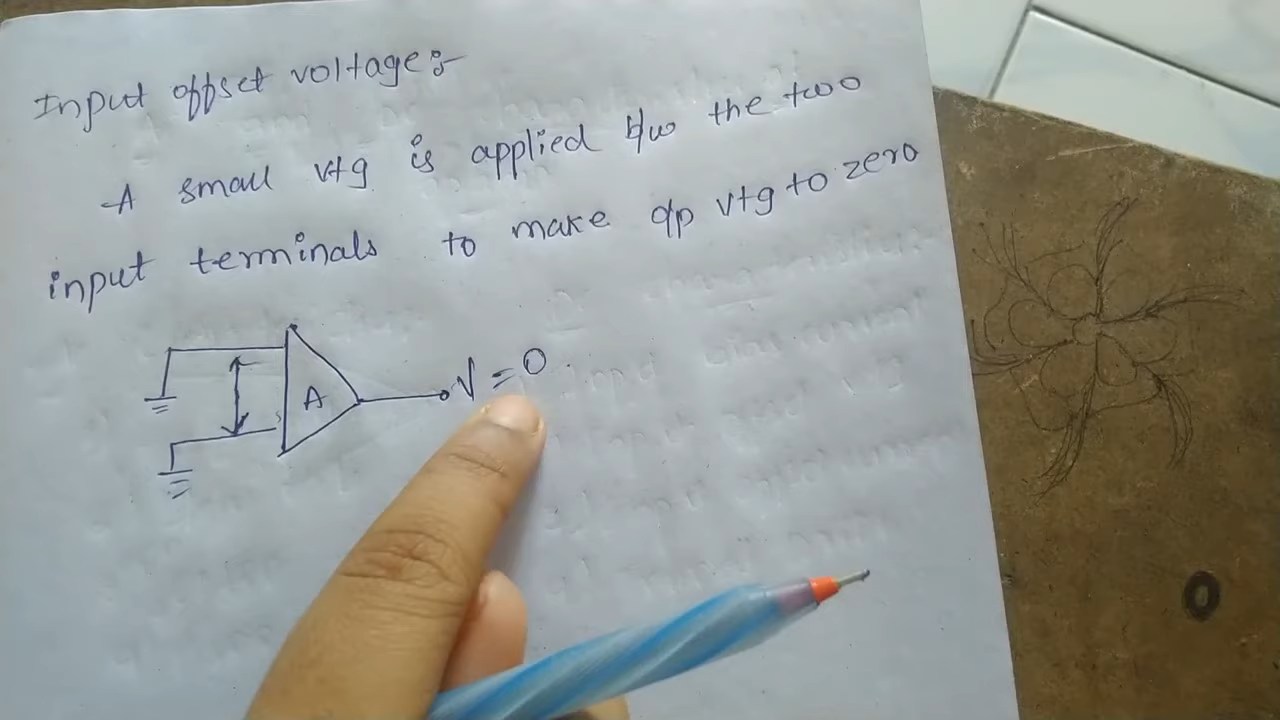 Input offset voltage:-
A small vtg is applied b/w the two
input terminals to make o/p vtg to zero
A
V = 0